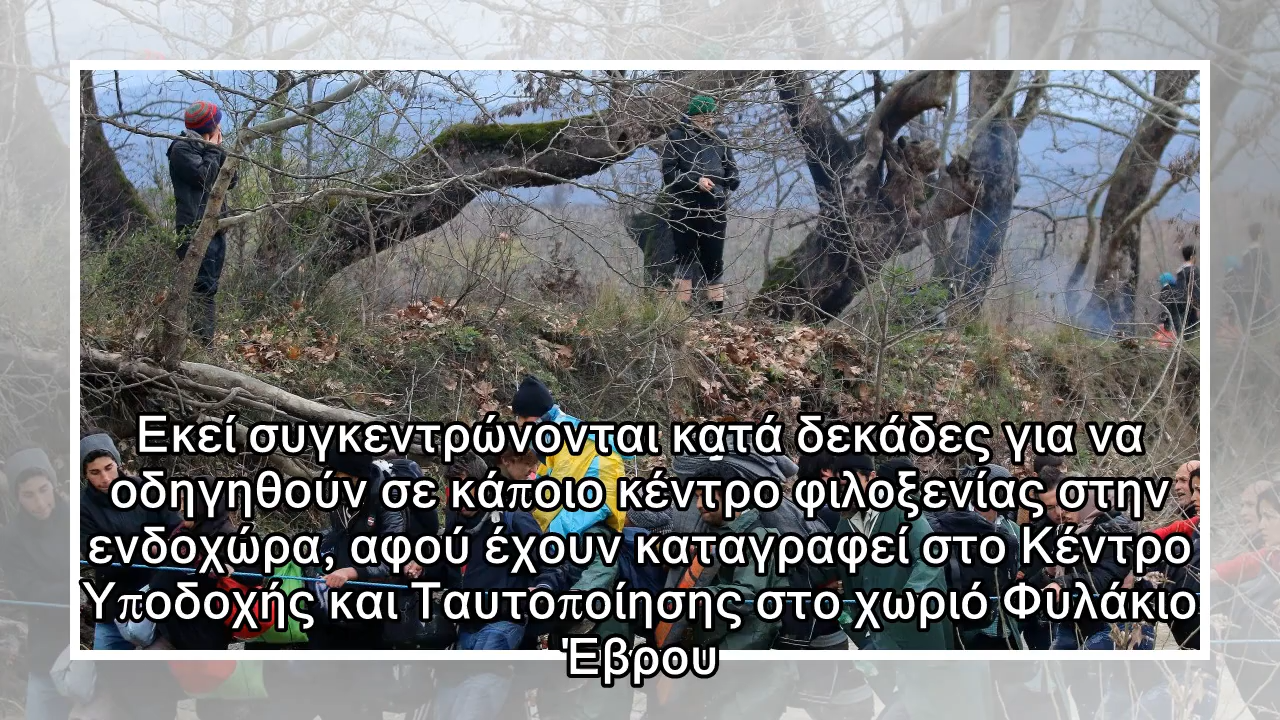 Εκεί συγκεντρώνονται κατά δεκάδες για να
οδηγηθούν σε κάποιο κέντρο φιλοξενίας στην
ενδοχώρα, αφού έχουν καταγραφεί στο Κέντρο
Υποδοχής και Ταυτοποίησης στο χωριό Φυλάκιο
Έβρου